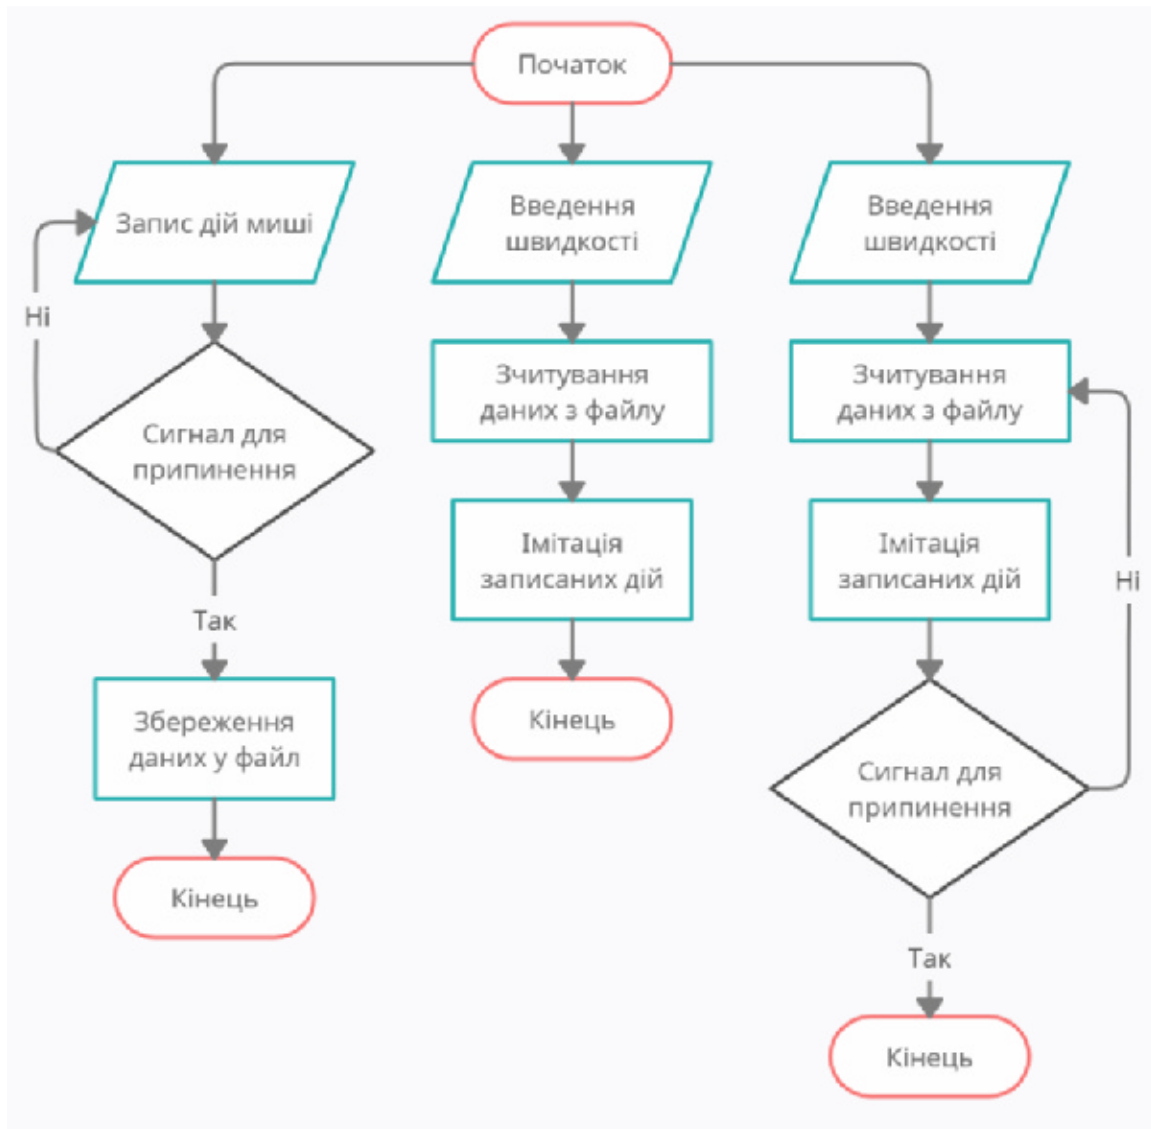 Початок
Запис дій миші
Ні
Сигнал для
припинення
Так
Збереження
даних у файл
Кінець
Введення
швидкості
Зчитування
даних з файлу
Імітація
записаних дій
Кінець
Введення
швидкості
Зчитування
даних з файлу
Імітація
записаних дій
Ні
Сигнал для
припинення
Так
Кінець